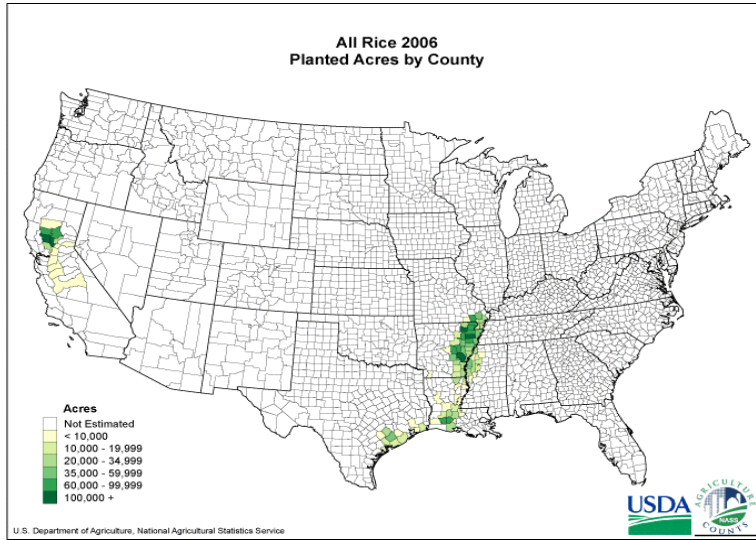 All Rice 2006
Planted Acres by County
Acres
Not Estimated
< 10,000
10,000 - 19,999
20,000 - 34,999
35,000 - 59,999
60,000 - 99,999
100,000 +
U.S. Department of Agriculture, National Agricultural Statistics Service
USDA
AGRICULTURE
NASS
COUNTS